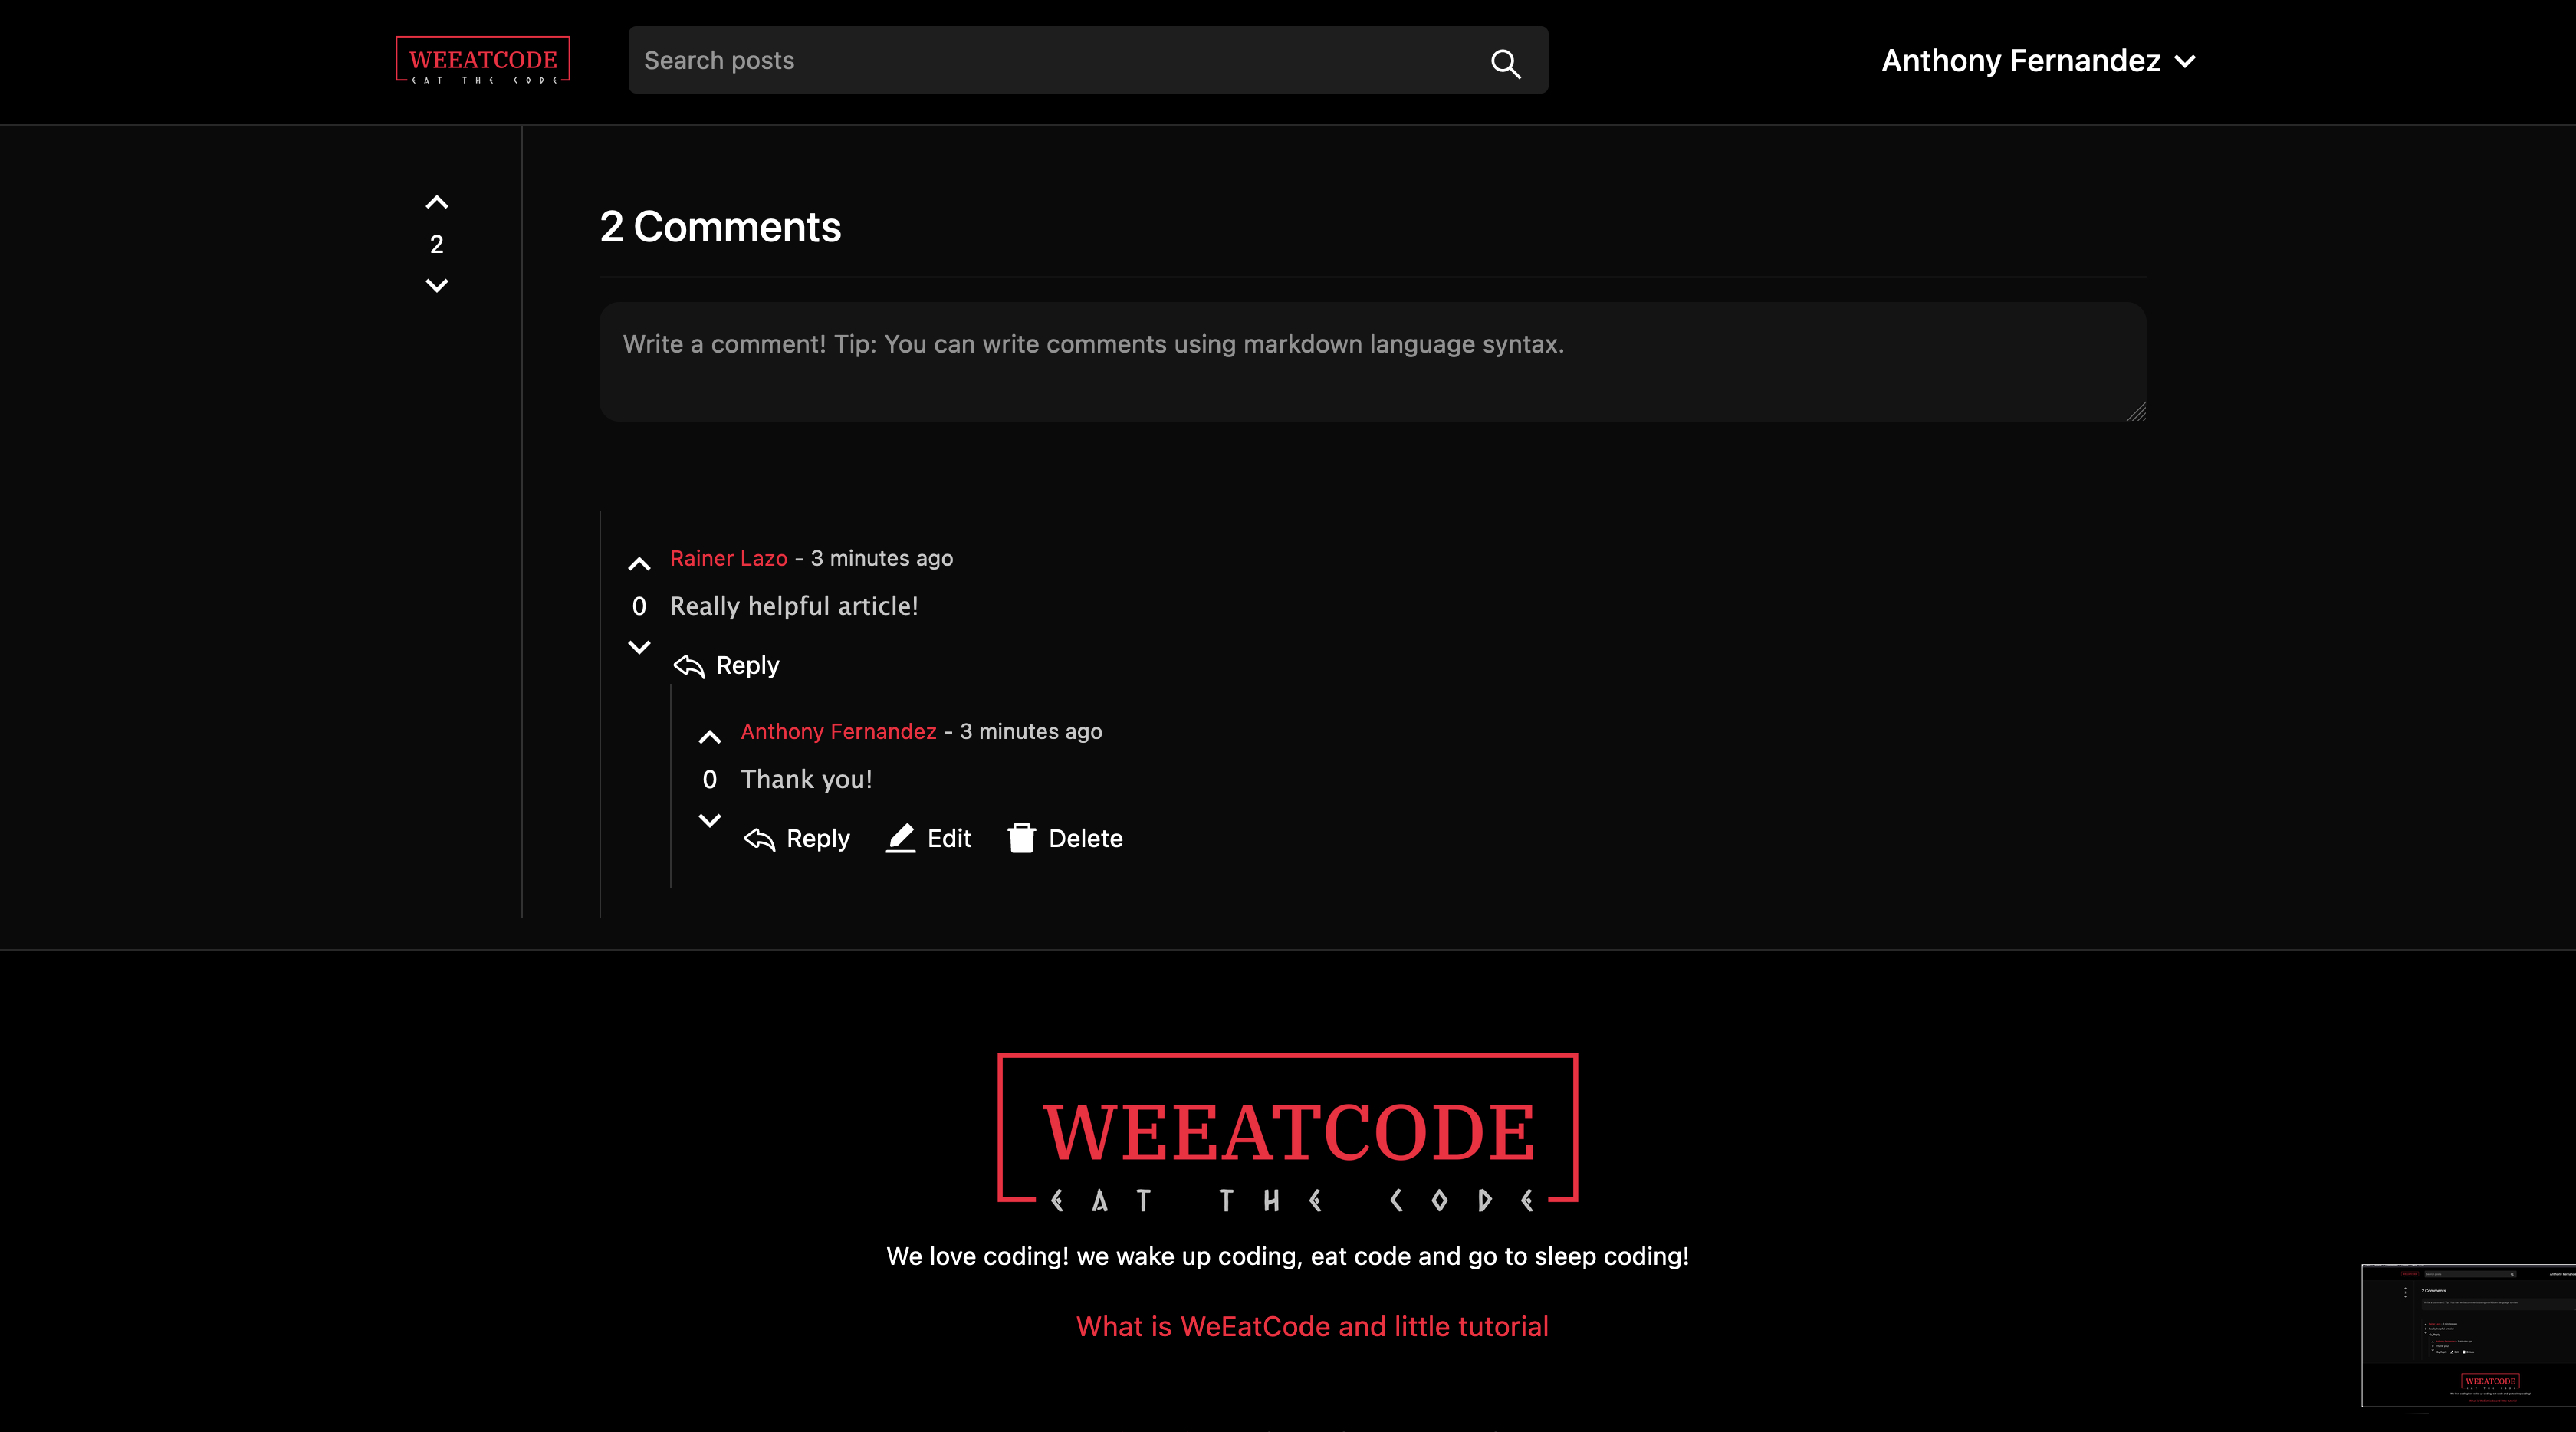 WEEATCODE
EAT THE CODE
Search posts
Anthony Fernandez
2
2 Comments
Write a comment! Tip: You can write comments using markdown language syntax.
Rainer Lazo - 3 minutes ago
0 Really helpful article!
Reply
Anthony Fernandez - 3 minutes ago
0 Thank you!
Reply Edit Delete
WEEATCODE
EAT THE CODE
We love coding! we wake up coding, eat code and go to sleep coding!
What is WeEatCode and little tutorial
2 Comments
WEEATCODE